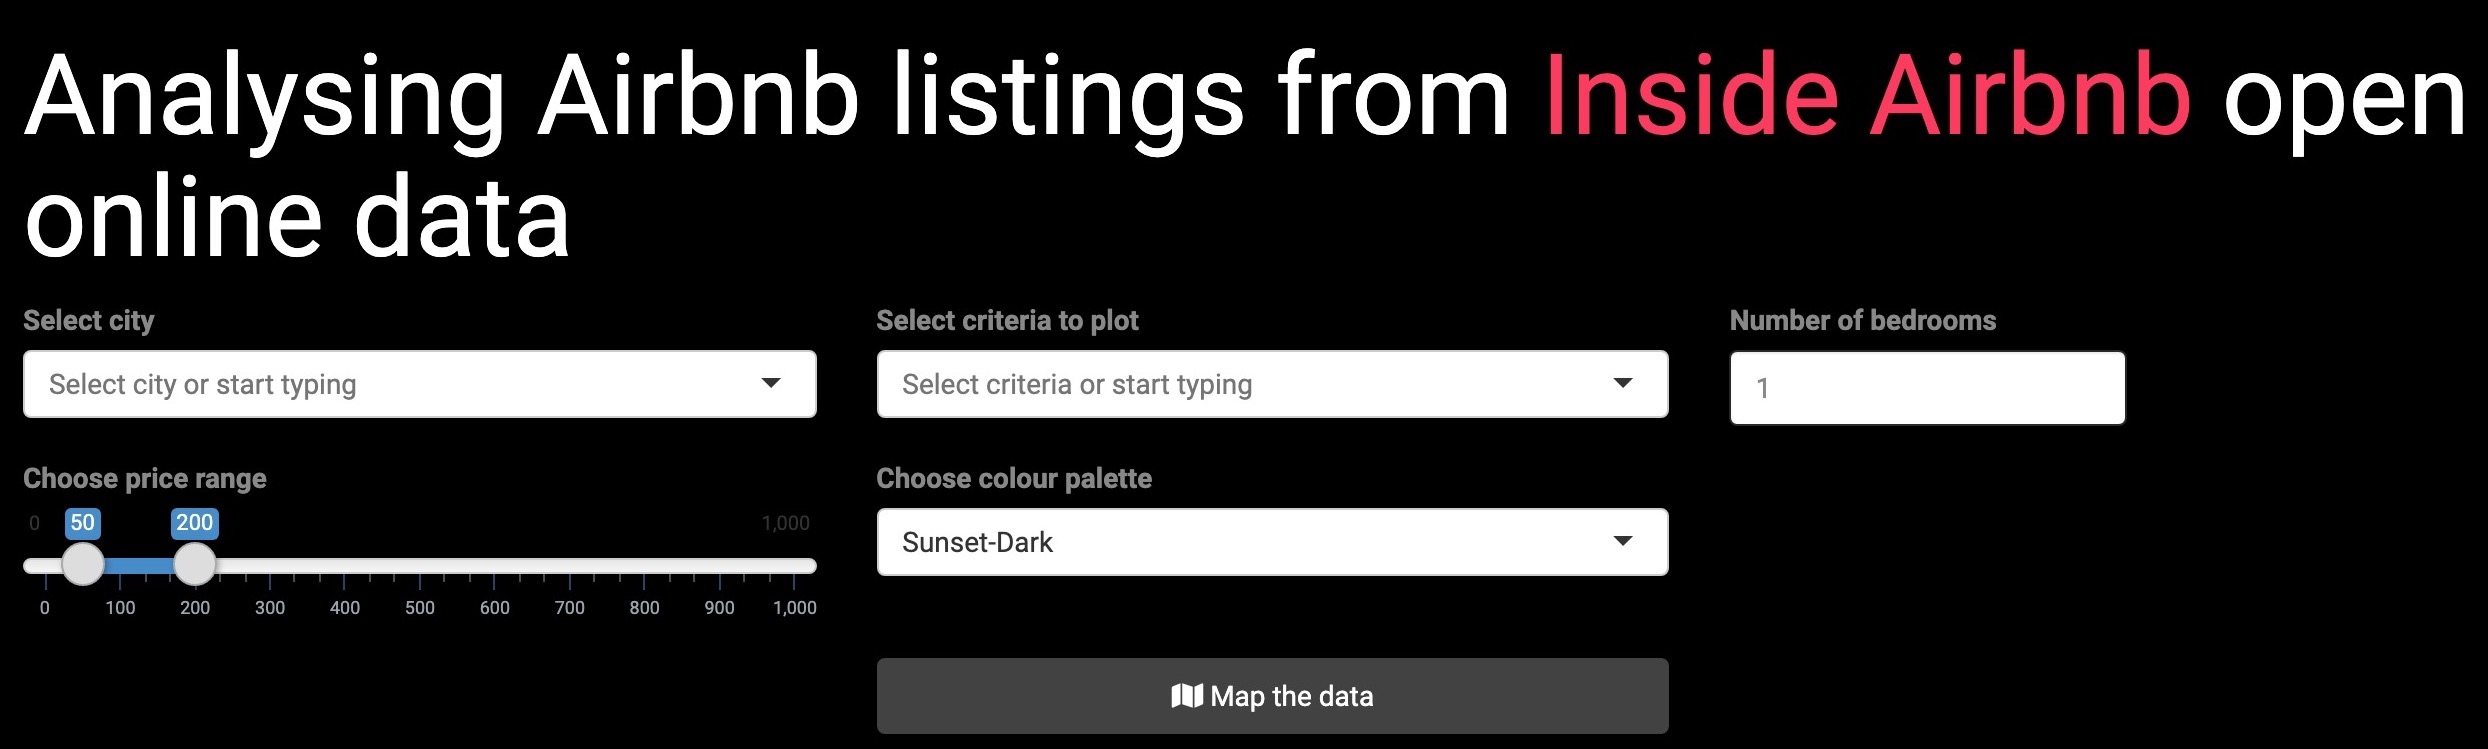 Analysing Airbnb listings from Inside Airbnb open
online data
Select city
Select criteria to plot
Number of bedrooms
Select city or start typing
Select criteria or start typing
1
Choose price range
Choose colour palette
0 50 200 1,000
Sunset-Dark
0 100 200 300 400 500 600 700 800 900 1,000
Map the data